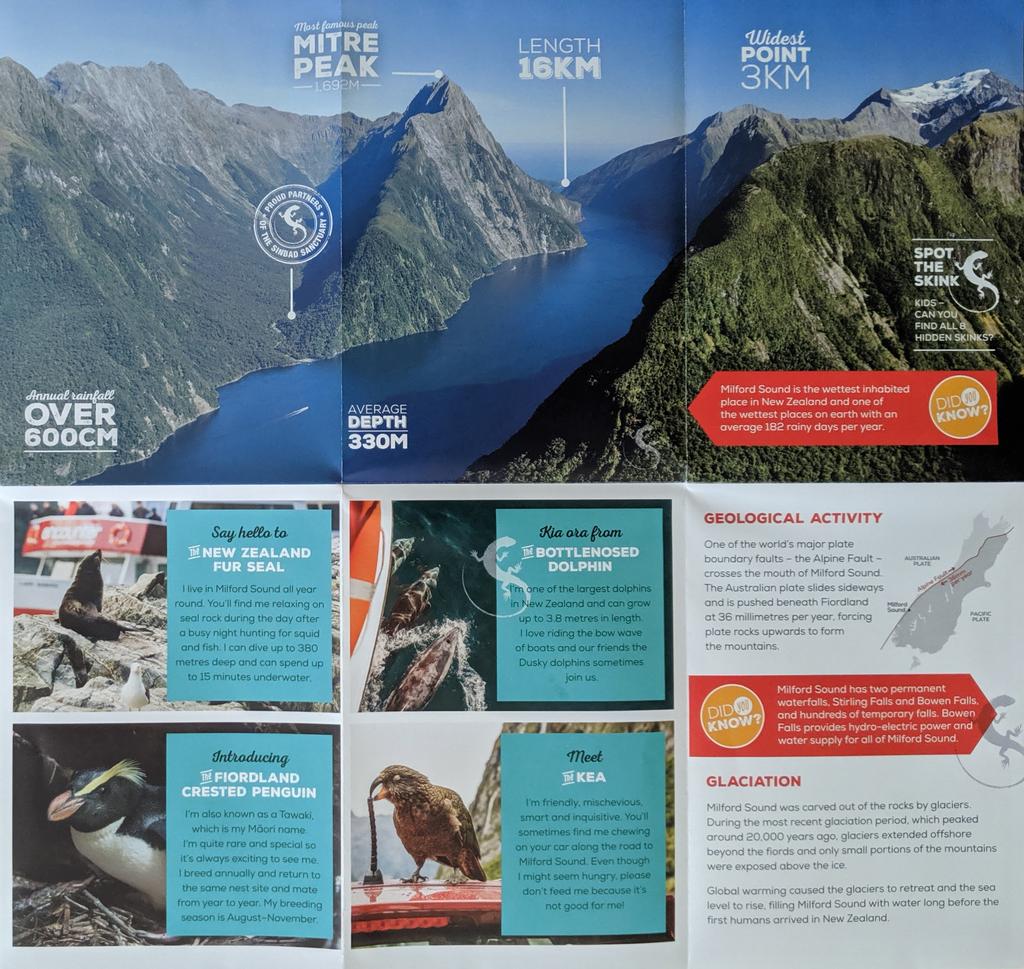 Most famous peak
MITRE
PEAK
1,692M
LENGTH
16KM
Widest
POINT
3KM
PROUD PARTNERS
OF THE SINBAD SANCTUARY
SPOT
THE
SKINK
KIDS –
CAN YOU
FIND ALL 8
HIDDEN SKINKS?
Annual rainfall
OVER
600CM
AVERAGE
DEPTH
330M
Milford Sound is the wettest inhabited
place in New Zealand and one of
the wettest places on earth with an
average 182 rainy days per year.
DID YOU
KNOW?
Say hello to
THE NEW ZEALAND
FUR SEAL
I live in Milford Sound all year
round. You'll find me relaxing on
seal rock during the day after
a busy night hunting for squid
and fish. I can dive up to 380
metres deep and can spend up
to 15 minutes underwater.
Kia ora from
THE BOTTLENOSED
DOLPHIN
I'm one of the largest dolphins
in New Zealand and can grow
up to 3.8 metres in length.
I love riding the bow wave
of boats and our friends the
Dusky dolphins sometimes
join us.
GEOLOGICAL ACTIVITY
One of the world's major plate
boundary faults – the Alpine Fault –
crosses the mouth of Milford Sound.
The Australian plate slides sideways
and is pushed beneath Fiordland
at 36 millimetres per year, forcing
plate rocks upwards to form
the mountains.
AUSTRALIAN
PLATE
Alpine Fault
Milford
Sound
PACIFIC
PLATE
DID YOU
KNOW?
Milford Sound has two permanent
waterfalls, Stirling Falls and Bowen Falls,
and hundreds of temporary falls. Bowen
Falls provides hydro-electric power and
water supply for all of Milford Sound.
Introducing
THE FIORDLAND
CRESTED PENGUIN
I'm also known as a Tawaki,
which is my Māori name.
I'm quite rare and special so
it's always exciting to see me.
I breed annually and return to
the same nest site and mate
from year to year. My breeding
season is August–November.
Meet
THE KEA
I'm friendly, mischevious,
smart and inquisitive. You'll
sometimes find me chewing
on your car along the road to
Milford Sound. Even though
I might seem hungry, please
don't feed me because it's
not good for me!
GLACIATION
Milford Sound was carved out of the rocks by glaciers.
During the most recent glaciation period, which peaked
around 20,000 years ago, glaciers extended offshore
beyond the fiords and only small portions of the mountains
were exposed above the ice.
Global warming caused the glaciers to retreat and the sea
level to rise, filling Milford Sound with water long before the
first humans arrived in New Zealand.